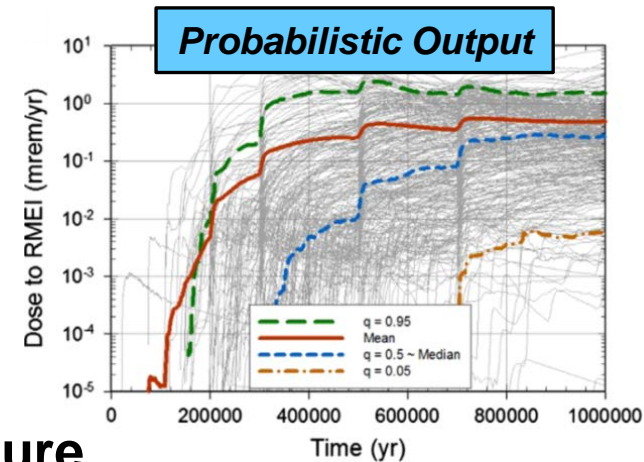 Probabilistic Output
10¹
10⁰
10⁻¹
10⁻²
10⁻³
10⁻⁴
10⁻⁵
Dose to RMEI (mrem/yr)
q = 0.95
Mean
q = 0.5 ~ Median
q = 0.05
0 200000 400000 600000 800000 1000000
Time (yr)
ure